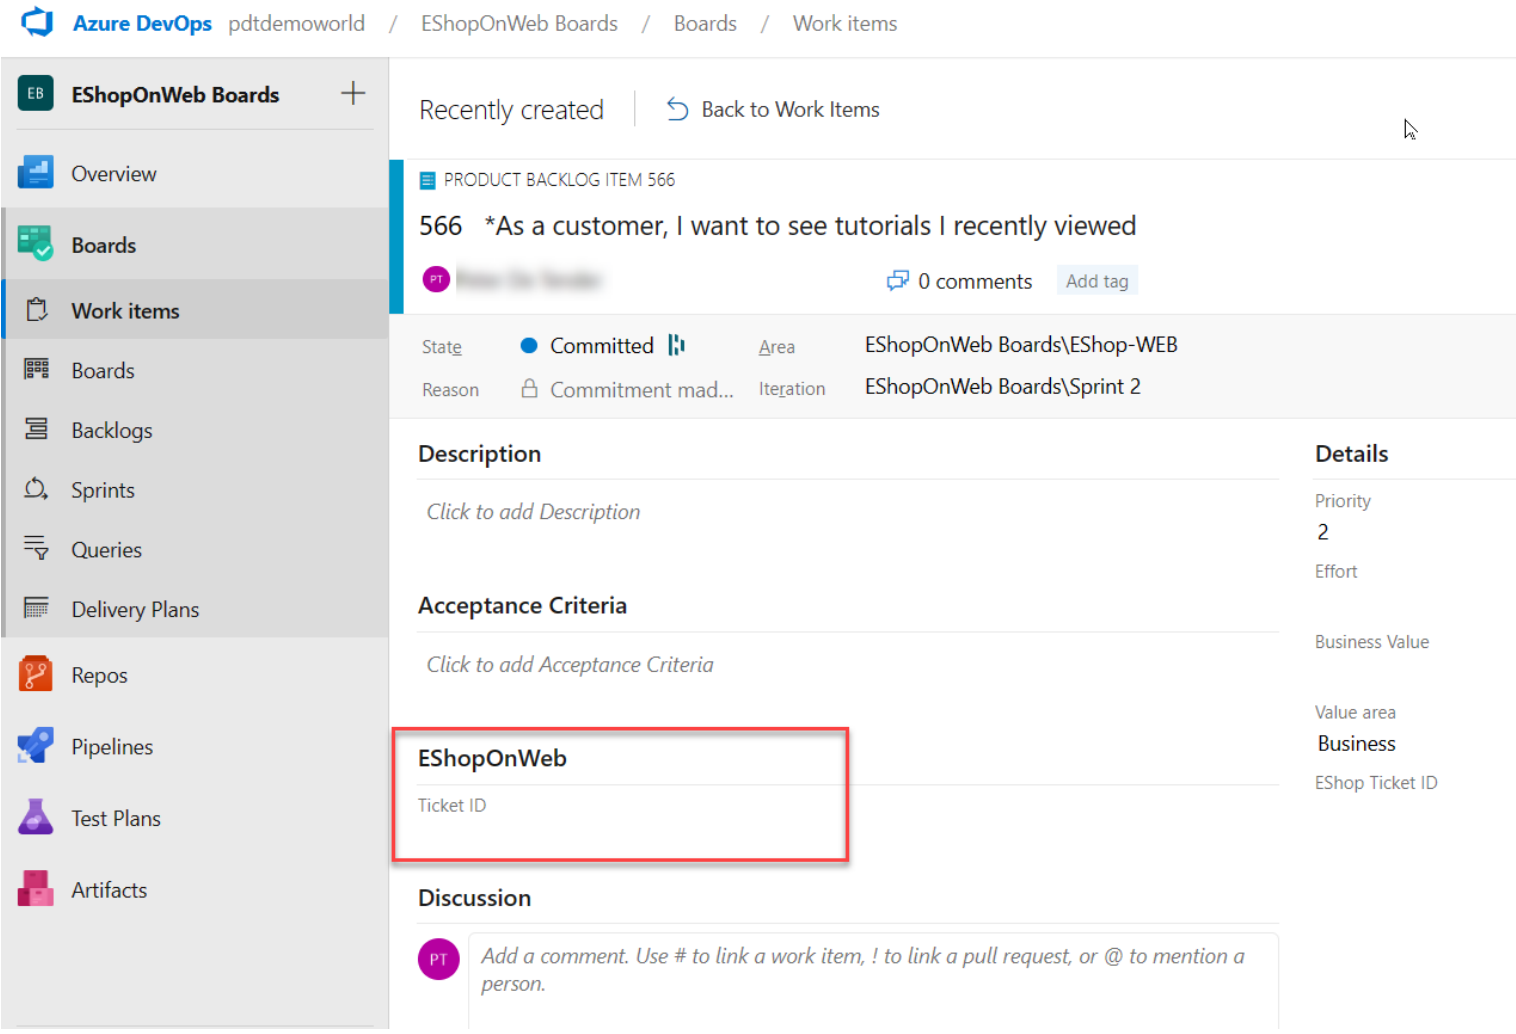 Azure DevOps pdtdemoworld / EShopOnWeb Boards / Boards / Work items
EB EShopOnWeb Boards
Overview
Boards
Work items
Boards
Backlogs
Sprints
Queries
Delivery Plans
Repos
Pipelines
Test Plans
Artifacts
Recently created Back to Work Items
PRODUCT BACKLOG ITEM 566
566 *As a customer, I want to see tutorials I recently viewed
PT
0 comments Add tag
State Committed Area EShopOnWeb Boards\EShop-WEB
Reason Commitment mad... Iteration EShopOnWeb Boards\Sprint 2
Description
Click to add Description
Acceptance Criteria
Click to add Acceptance Criteria
EShopOnWeb
Ticket ID
Discussion
PT
Add a comment. Use # to link a work item, ! to link a pull request, or @ to mention a
person.
Details
Priority
2
Effort
Business Value
Value area
Business
EShop Ticket ID